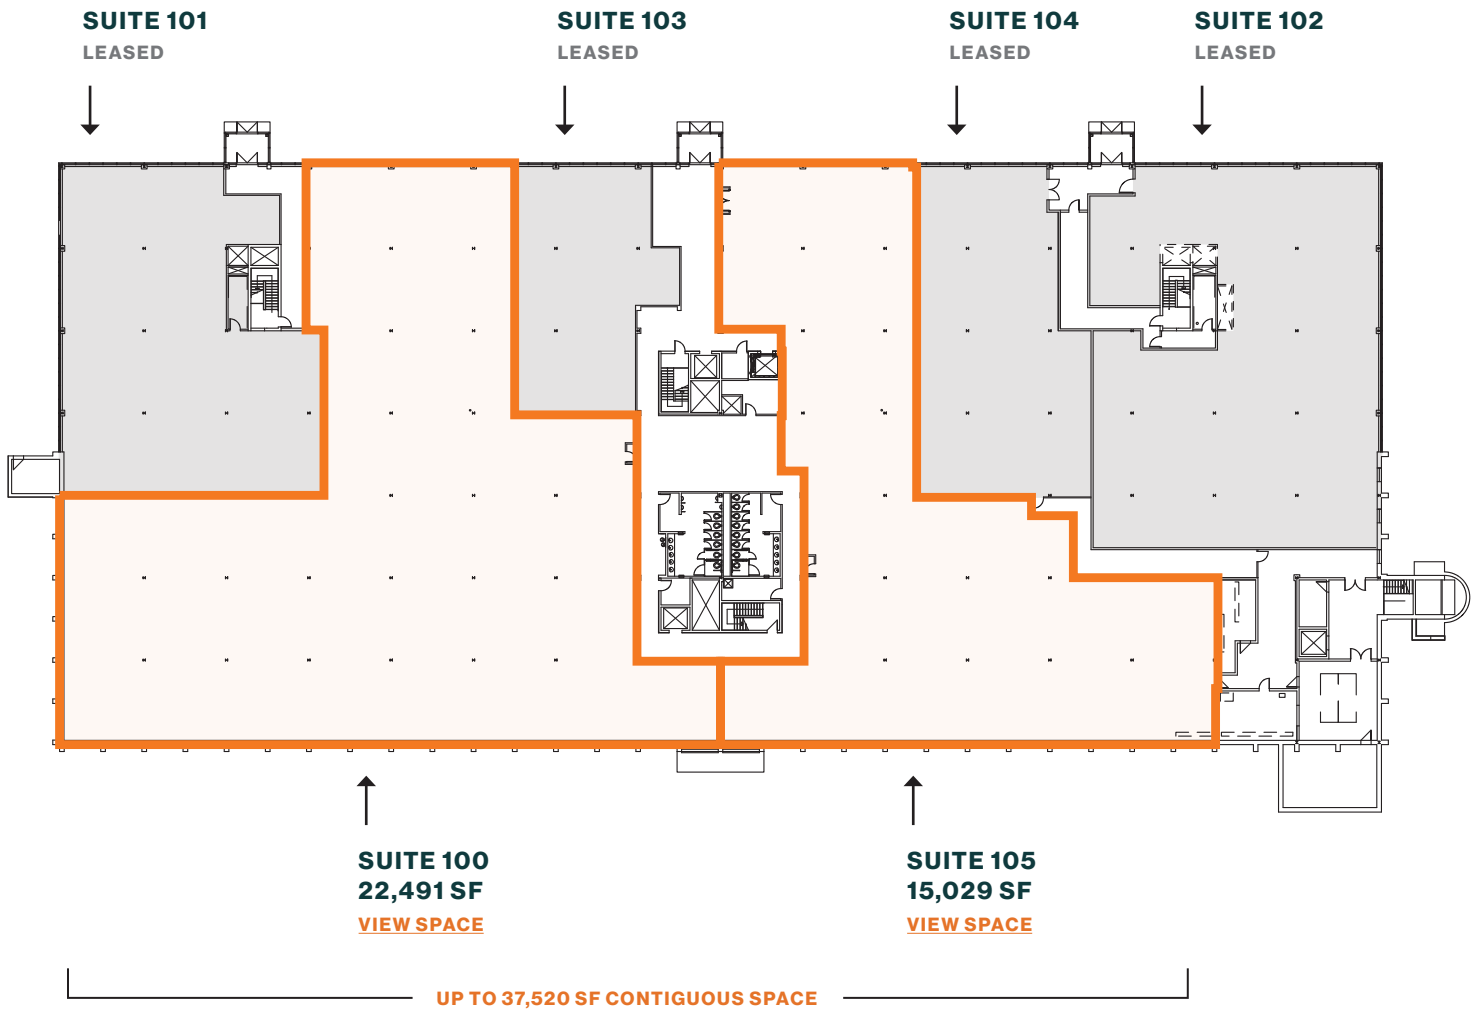 SUITE 101
LEASED
SUITE 103
LEASED
SUITE 104
LEASED
SUITE 102
LEASED
SUITE 100
22,491 SF
VIEW SPACE
SUITE 105
15,029 SF
VIEW SPACE
UP TO 37,520 SF CONTIGUOUS SPACE